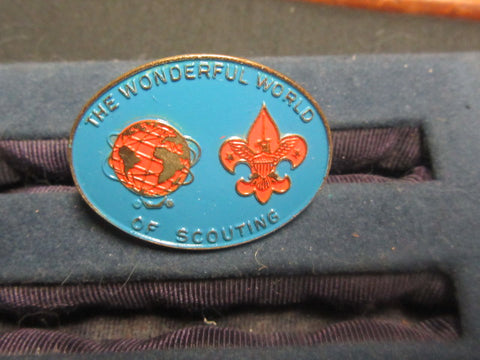 THE WONDERFUL WORLD
OF SCOUTING